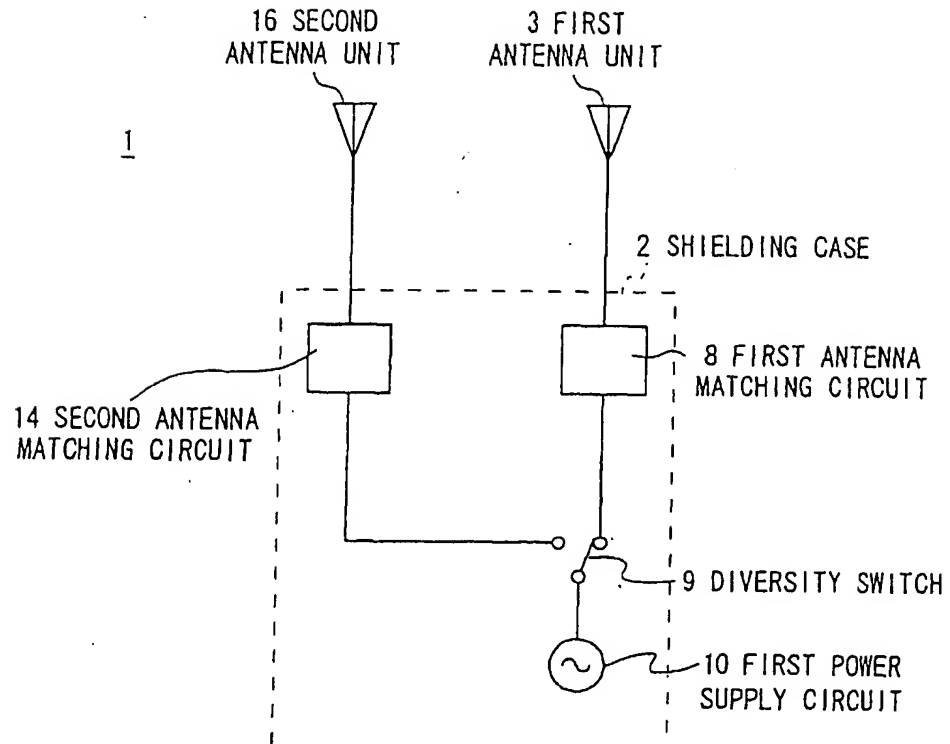 16 SECOND
ANTENNA UNIT
3 FIRST
ANTENNA UNIT
1
2 SHIELDING CASE
8 FIRST ANTENNA
MATCHING CIRCUIT
14 SECOND ANTENNA
MATCHING CIRCUIT
9 DIVERSITY SWITCH
10 FIRST POWER
SUPPLY CIRCUIT